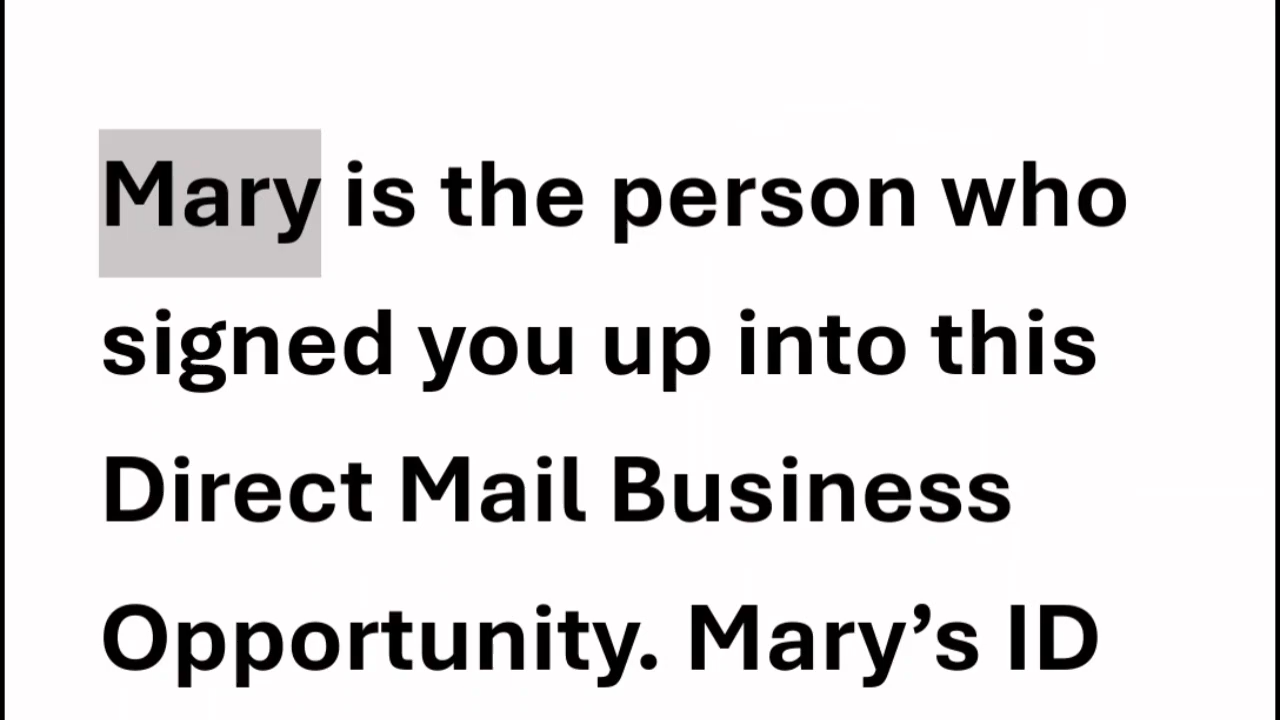 Mary is the person who
signed you up into this
Direct Mail Business
Opportunity. Mary’s ID